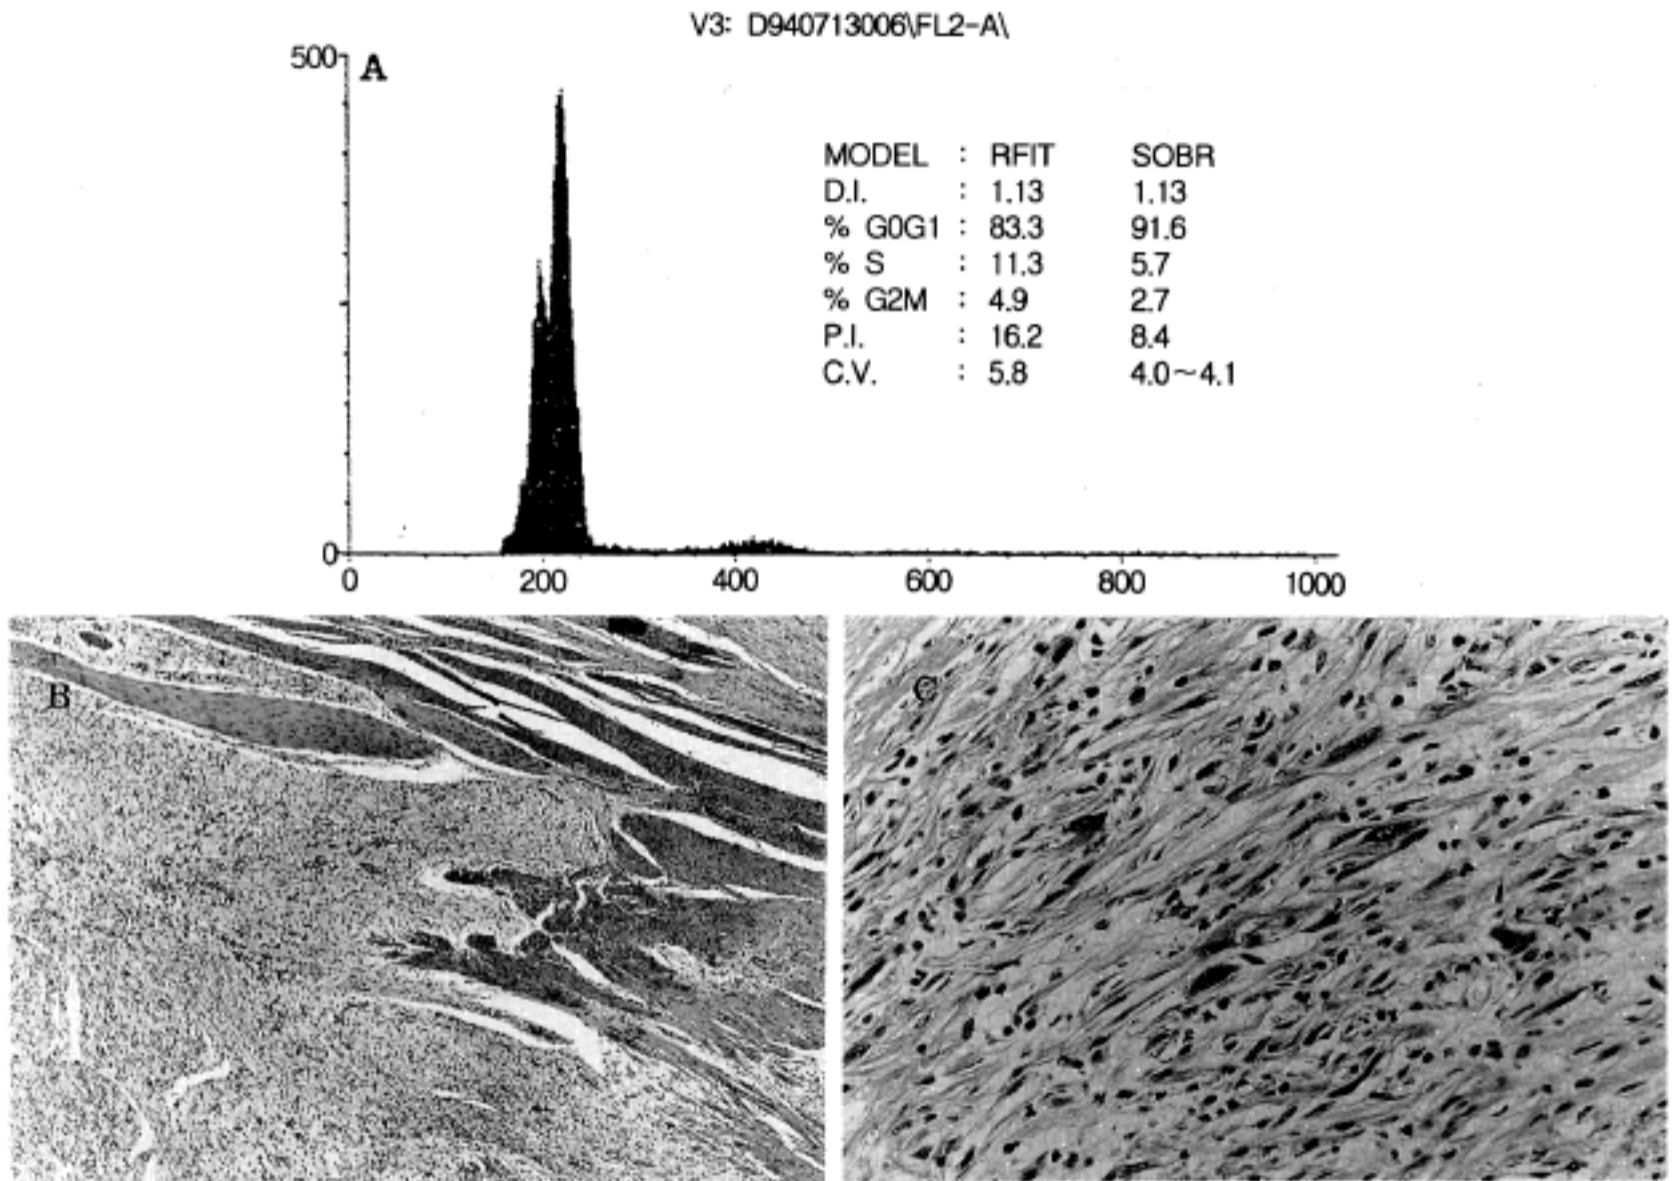 V3: D940713006\FL2-A\
500
A
MODEL : RFIT SOBR
D.I. : 1.13 1.13
% G0G1 : 83.3 91.6
% S : 11.3 5.7
% G2M : 4.9 2.7
P.I. : 16.2 8.4
C.V. : 5.8 4.0~4.1
0
0 200 400 600 800 1000
B
C